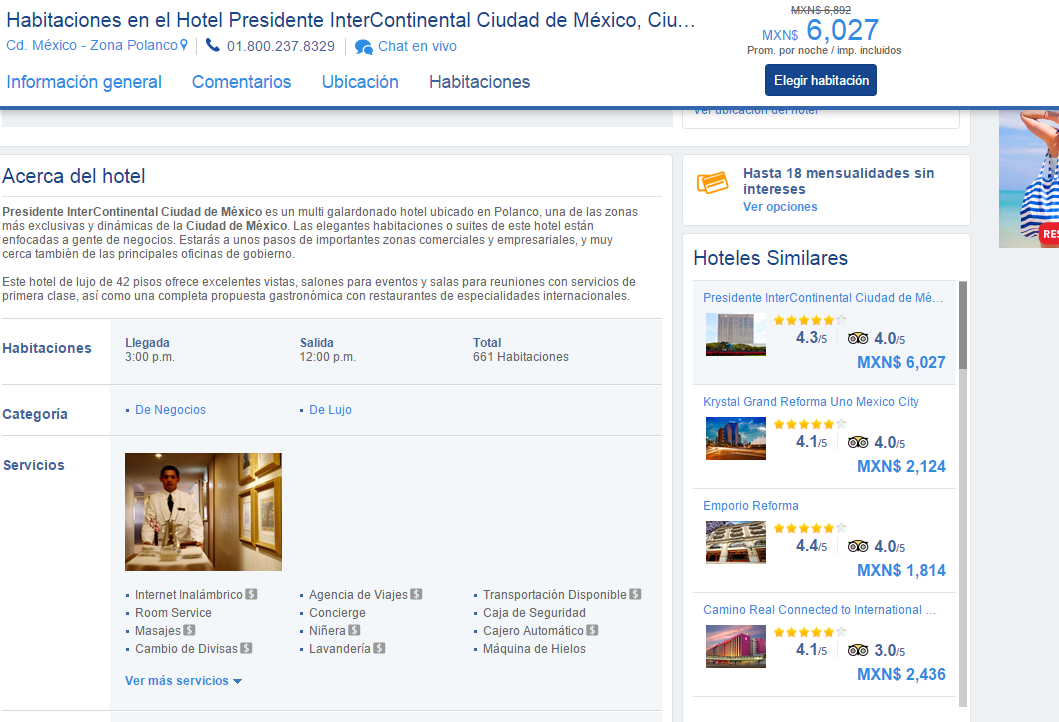 Habitaciones en el Hotel Presidente InterContinental Ciudad de México, Ciu...
MXN$ 6,892
MXN$ 6,027
Prom. por noche / imp. incluidos
Cd. México - Zona Polanco
01.800.237.8329
Chat en vivo
Elegir habitación
Información general
Comentarios
Ubicación
Habitaciones
Ver ubicación del hotel
Acerca del hotel
Presidente InterContinental Ciudad de México es un multi galardonado hotel ubicado en Polanco, una de las zonas
más exclusivas y dinámicas de la Ciudad de México. Las elegantes habitaciones o suites de este hotel están
enfocadas a gente de negocios. Estarás a unos pasos de importantes zonas comerciales y empresariales, y muy
cerca también de las principales oficinas de gobierno.
Este hotel de lujo de 42 pisos ofrece excelentes vistas, salones para eventos y salas para reuniones con servicios de
primera clase, así como una completa propuesta gastronómica con restaurantes de especialidades internacionales.
Habitaciones
Llegada
3:00 p.m.
Salida
12:00 p.m.
Total
661 Habitaciones
Categoría
De Negocios
De Lujo
Servicios
Internet Inalámbrico $
Agencia de Viajes $
Transportación Disponible $
Room Service
Concierge
Caja de Seguridad
Masajes $
Niñera $
Cajero Automático $
Cambio de Divisas $
Lavandería $
Máquina de Hielos
Ver más servicios
Hasta 18 mensualidades sin
intereses
Ver opciones
Hoteles Similares
Presidente InterContinental Ciudad de Mé...
4.3/5
4.0/5
MXN$ 6,027
Krystal Grand Reforma Uno Mexico City
4.1/5
4.0/5
MXN$ 2,124
Emporio Reforma
4.4/5
4.0/5
MXN$ 1,814
Camino Real Connected to International ...
4.1/5
3.0/5
MXN$ 2,436
RES